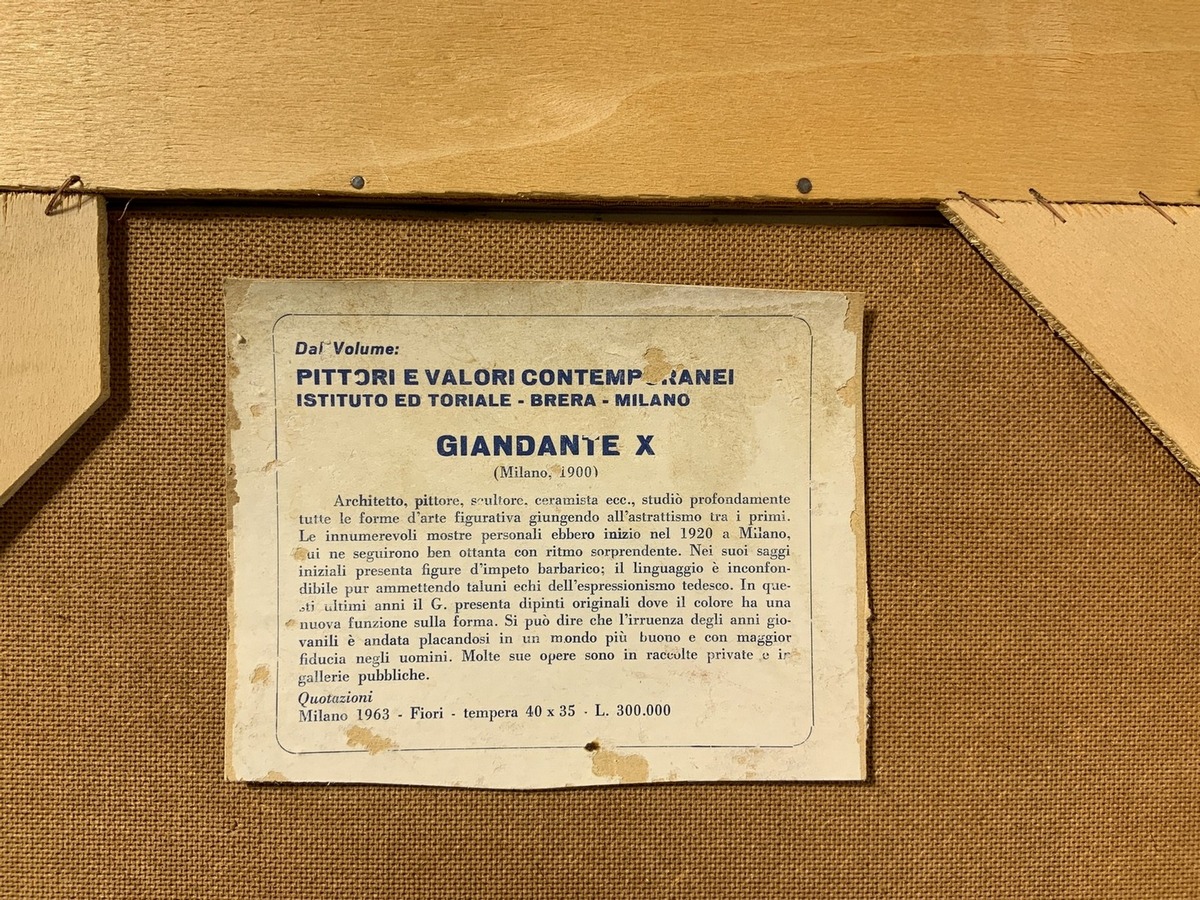 Dal Volume:
PITTORI E VALORI CONTEMPORANEI
ISTITUTO ED TORIALE - BRERA - MILANO
GIANDANTE X
(Milano, 1900)
Architetto, pittore, scultore, ceramista ecc., studiò profondamente
tutte le forme d'arte figurativa giungendo all'astrattismo tra i primi.
Le innumerevoli mostre personali ebbero inizio nel 1920 a Milano,
ui ne seguirono ben ottanta con ritmo sorprendente. Nei suoi saggi
iniziali presenta figure d'impeto barbarico; il linguaggio è inconfon-
dibile pur ammettendo taluni echi dell'espressionismo tedesco. In que-
sti ultimi anni il G. presenta dipinti originali dove il colore ha una
nuova funzione sulla forma. Si può dire che l'irruenza degli anni gio-
vanili è andata placandosi in un mondo più buono e con maggior
fiducia negli uomini. Molte sue opere sono in raccolte private e in
gallerie pubbliche.
Quotazioni
Milano 1963 - Fiori - tempera 40 x 35 - L. 300.000